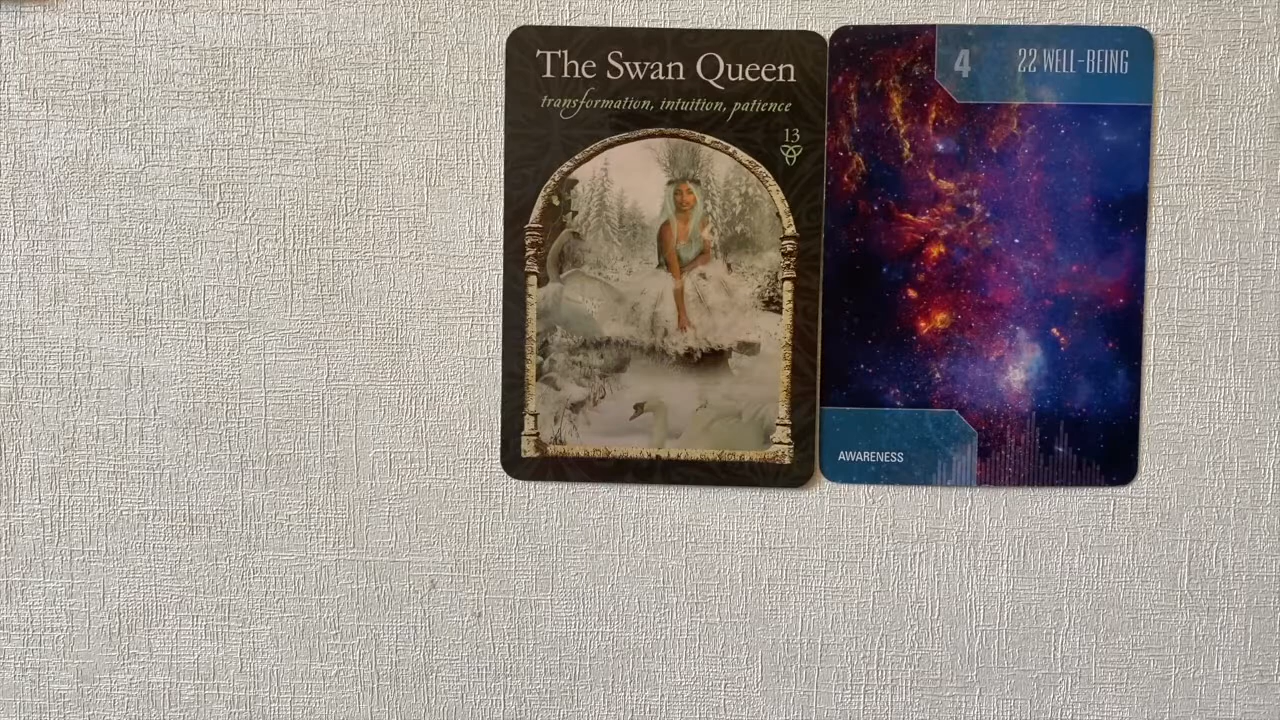 The Swan Queen
transformation, intuition, patience
13
4 22 WELL-BEING
AWARENESS